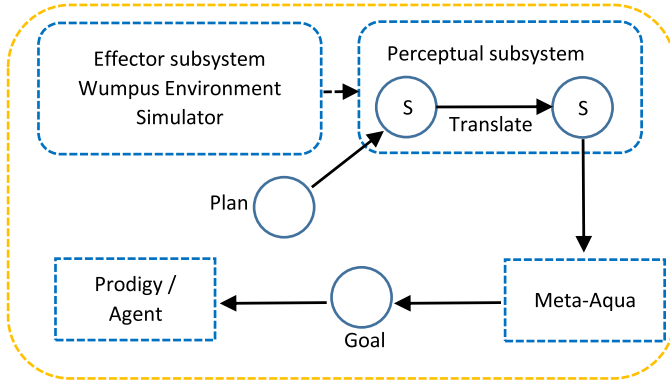 Effector subsystem
Wumpus Environment
Simulator
Perceptual subsystem
S
S
Translate
Plan
Prodigy /
Agent
Goal
Meta-Aqua